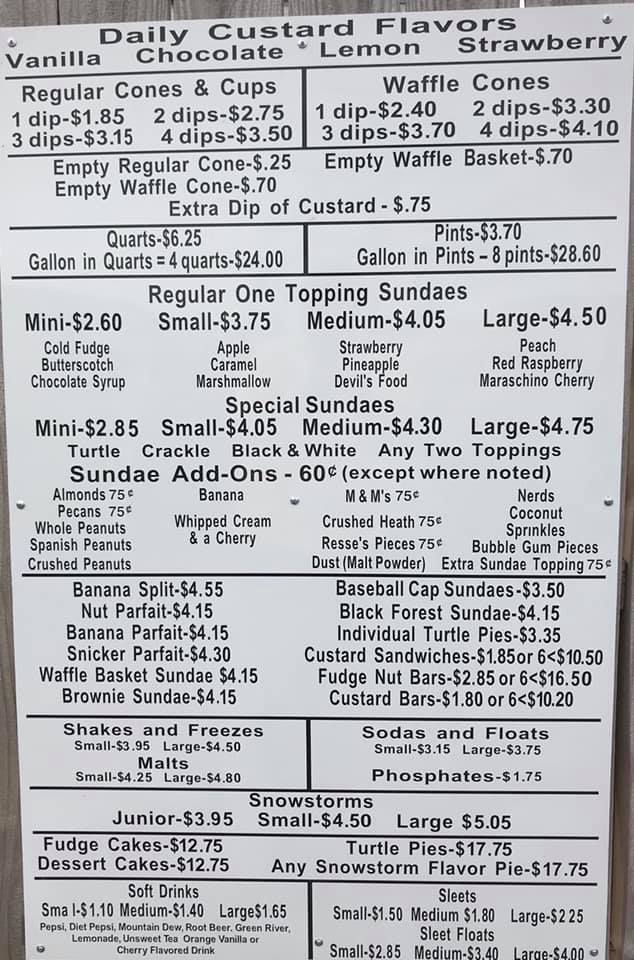 Daily Custard Flavors
Vanilla Chocolate Lemon Strawberry
Regular Cones & Cups
1 dip-$1.85 2 dips-$2.75
3 dips-$3.15 4 dips-$3.50
Waffle Cones
1 dip-$2.40 2 dips-$3.30
3 dips-$3.70 4 dips-$4.10
Empty Regular Cone-$.25 Empty Waffle Basket-$.70
Empty Waffle Cone-$.70
Extra Dip of Custard - $.75
Quarts-$6.25
Gallon in Quarts = 4 quarts-$24.00
Pints-$3.70
Gallon in Pints – 8 pints-$28.60
Regular One Topping Sundaes
Mini-$2.60 Small-$3.75 Medium-$4.05 Large-$4.50
Cold Fudge Apple Strawberry Peach
Butterscotch Caramel Pineapple Red Raspberry
Chocolate Syrup Marshmallow Devil's Food Maraschino Cherry
Special Sundaes
Mini-$2.85 Small-$4.05 Medium-$4.30 Large-$4.75
Turtle Crackle Black & White Any Two Toppings
Sundae Add-Ons - 60¢ (except where noted)
Almonds 75¢
Pecans 75¢
Whole Peanuts
Spanish Peanuts
Crushed Peanuts
Banana
Whipped Cream
& a Cherry
M & M's 75¢
Crushed Heath 75¢
Resse's Pieces 75¢
Dust (Malt Powder)
Nerds
Coconut
Sprinkles
Bubble Gum Pieces
Extra Sundae Topping 75¢
Banana Split-$4.55
Nut Parfait-$4.15
Banana Parfait-$4.15
Snicker Parfait-$4.30
Waffle Basket Sundae $4.15
Brownie Sundae-$4.15
Baseball Cap Sundaes-$3.50
Black Forest Sundae-$4.15
Individual Turtle Pies-$3.35
Custard Sandwiches-$1.85or 6<$10.50
Fudge Nut Bars-$2.85 or 6<$16.50
Custard Bars-$1.80 or 6<$10.20
Shakes and Freezes
Small-$3.95 Large-$4.50
Malts
Small-$4.25 Large-$4.80
Sodas and Floats
Small-$3.15 Large-$3.75
Phosphates-$1.75
Snowstorms
Junior-$3.95 Small-$4.50 Large $5.05
Fudge Cakes-$12.75 Turtle Pies-$17.75
Dessert Cakes-$12.75 Any Snowstorm Flavor Pie-$17.75
Soft Drinks
Sma l-$1.10 Medium-$1.40 Large$1.65
Pepsi, Diet Pepsi, Mountain Dew, Root Beer. Green River,
Lemonade, Unsweet Tea Orange Vanilla or
Cherry Flavored Drink
Sleets
Small-$1.50 Medium $1.80 Large-$2 25
Sleet Floats
Small-$2.85 Medium-$3.40 Large-$4.00